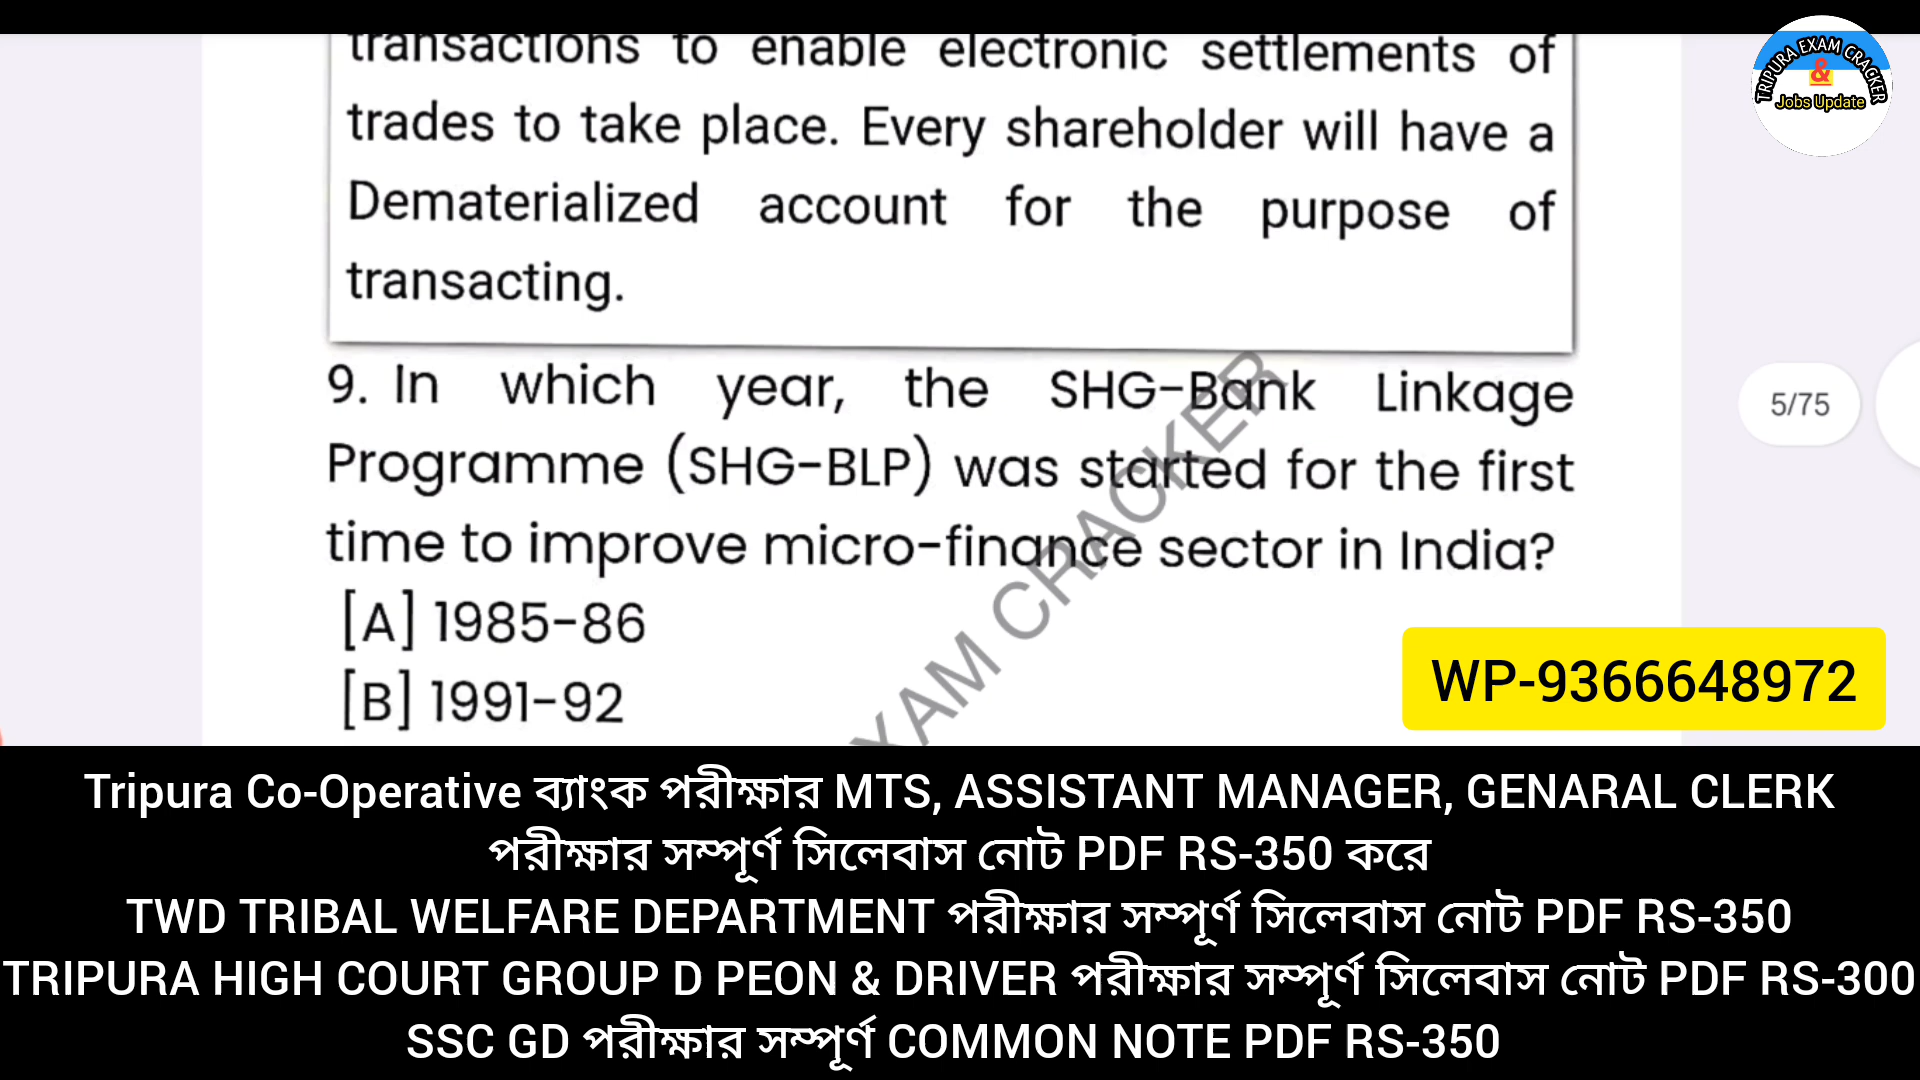 transactions to enable electronic settlements of
trades to take place. Every shareholder will have a
Dematerialized account for the purpose of
transacting.
9. In which year, the SHG-Bank Linkage
Programme (SHG-BLP) was started for the first
time to improve micro-finance sector in India?
[A] 1985-86
[B] 1991-92
XAM CRACKER
TRIPURA EXAM CRACKER
&
Jobs Update
5/75
WP-9366648972
Tripura Co-Operative ব্যাংক পরীক্ষার MTS, ASSISTANT MANAGER, GENARAL CLERK
পরীক্ষার সম্পূর্ণ সিলেবাস নোট PDF RS-350 করে
TWD TRIBAL WELFARE DEPARTMENT পরীক্ষার সম্পূর্ণ সিলেবাস নোট PDF RS-350
TRIPURA HIGH COURT GROUP D PEON & DRIVER পরীক্ষার সম্পূর্ণ সিলেবাস নোট PDF RS-300
SSC GD পরীক্ষার সম্পূর্ণ COMMON NOTE PDF RS-350